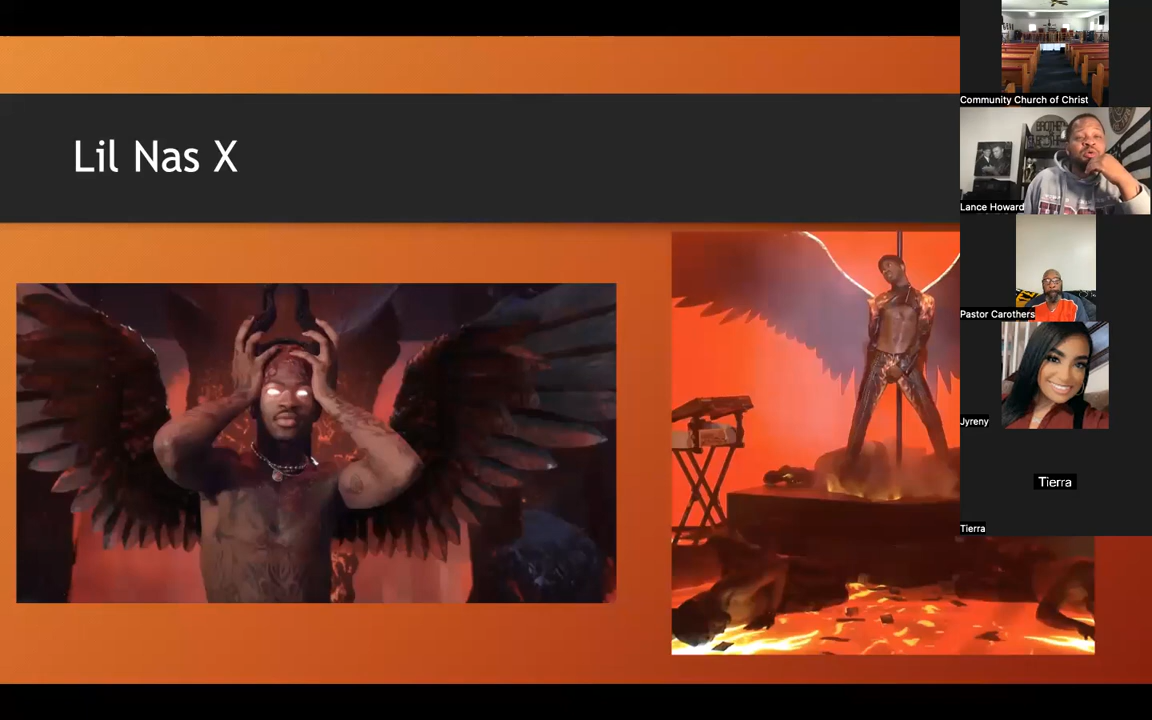 Lil Nas X
Community Church of Christ
Lance Howard
Pastor Carothers
Jyreny
Tierra
Tierra